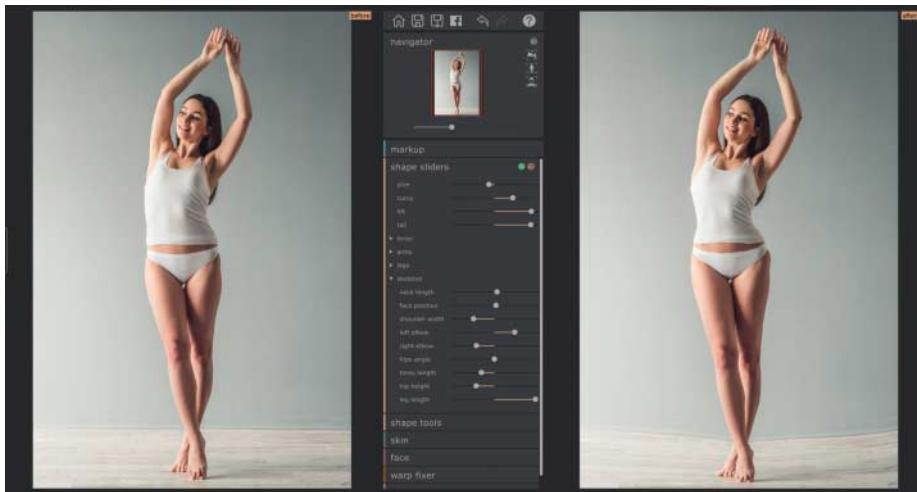 before
navigator
markup
shape sliders
size
curvy
lift
tall
torso
arms
legs
skeleton
neck length
face position
shoulder width
left elbow
right elbow
hips angle
torso length
hip height
leg length
shape tools
skin
face
warp fixer
after